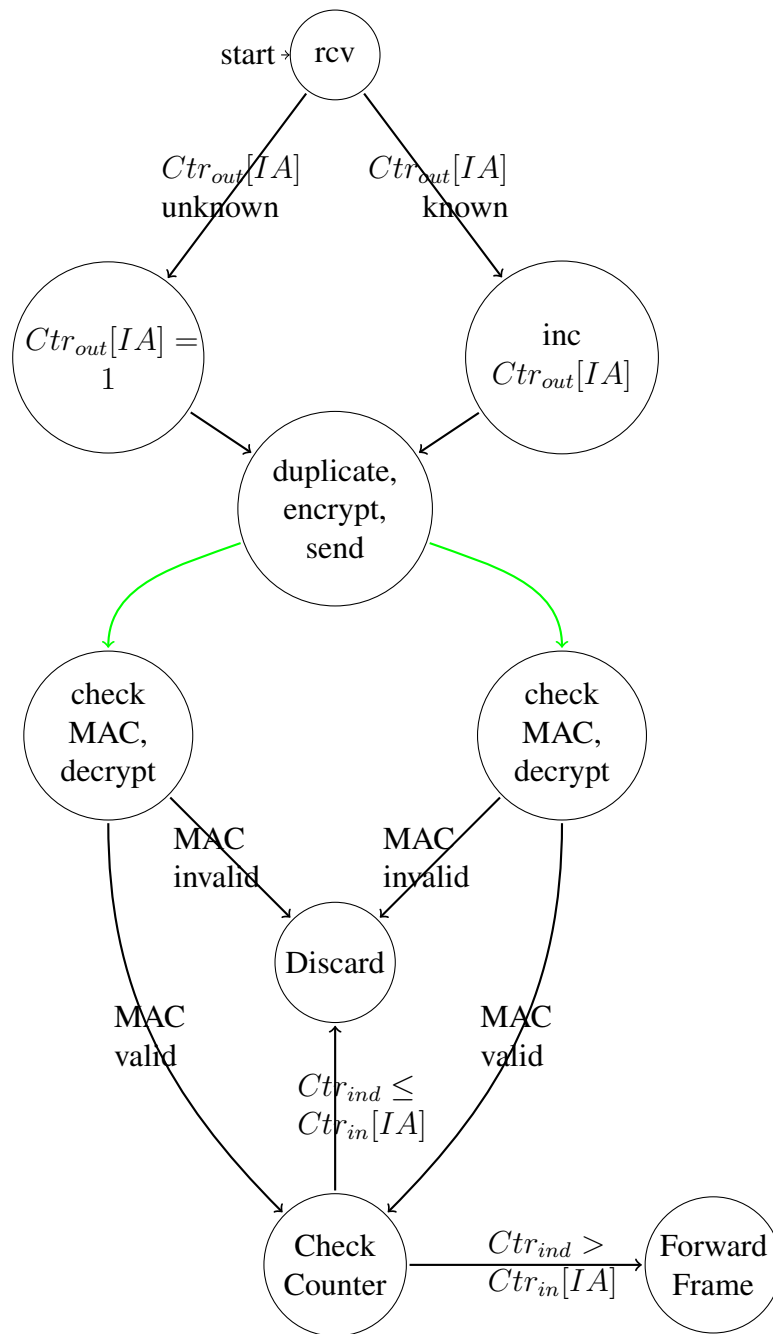 start
rcv
Ctr_out[IA]
unknown
Ctr_out[IA]
known
Ctr_out[IA] =
1
inc
Ctr_out[IA]
duplicate,
encrypt,
send
check
MAC,
decrypt
check
MAC,
decrypt
MAC
invalid
MAC
invalid
Discard
MAC
valid
MAC
valid
Ctr_ind ≤
Ctr_in[IA]
Check
Counter
Ctr_ind >
Ctr_in[IA]
Forward
Frame